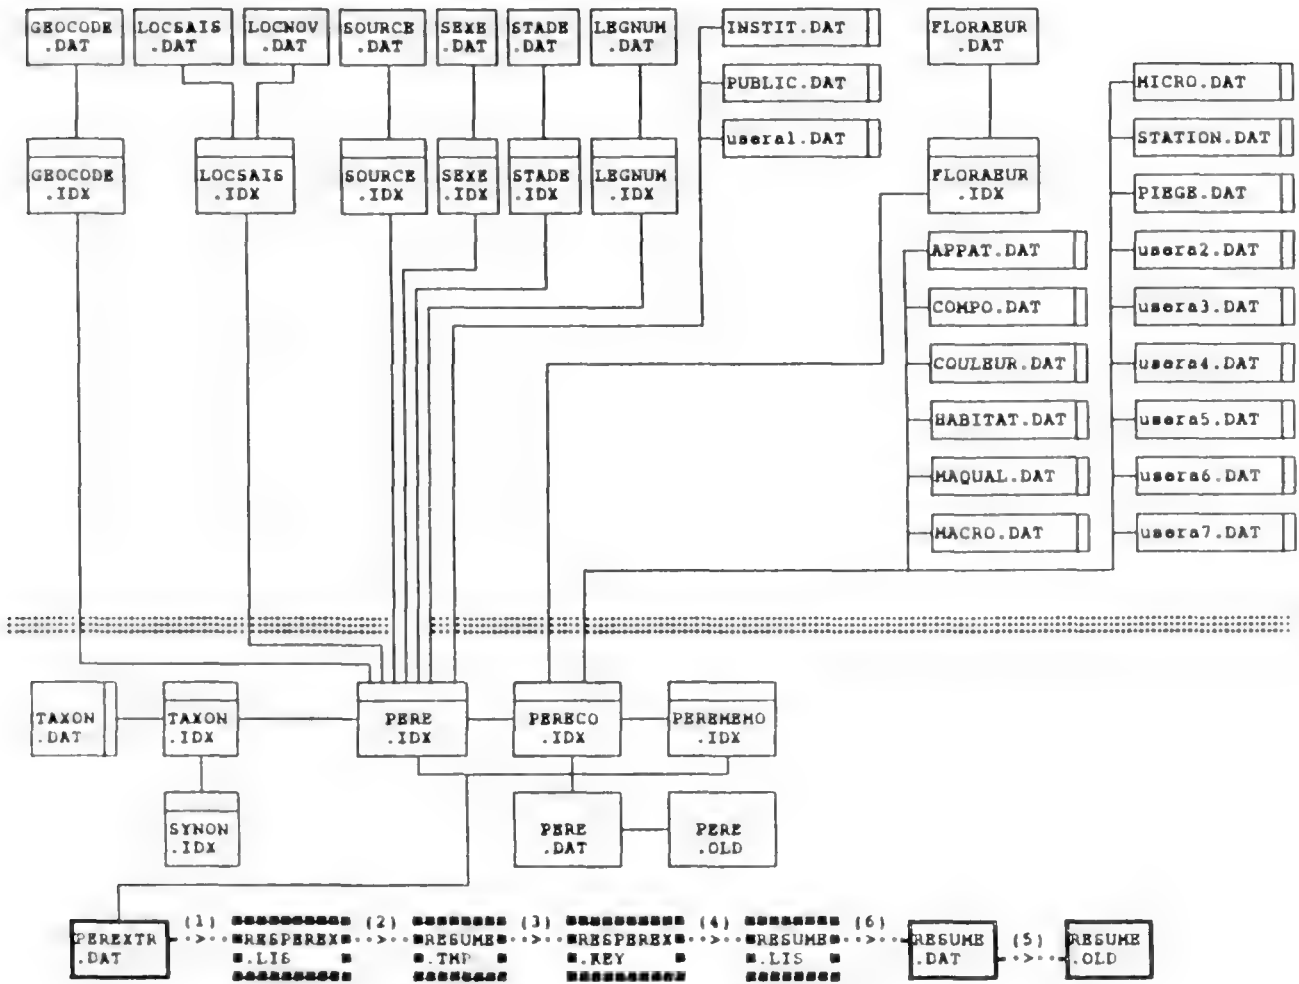 GEOCODE
.DAT
LOCSAIS
.DAT
LOCNOV
.DAT
SOURCE
.DAT
SEXE
.DAT
STADE
.DAT
LEGNUM
.DAT
INSTIT.DAT
PUBLIC.DAT
usera1.DAT
FLORAEUR
.DAT
MICRO.DAT
STATION.DAT
PIEGE.DAT
usera2.DAT
usera3.DAT
usera4.DAT
usera5.DAT
usera6.DAT
usera7.DAT
GEOCODE
.IDX
LOCSAIS
.IDX
SOURCE
.IDX
SEXE
.IDX
STADE
.IDX
LEGNUM
.IDX
FLORAEUR
.IDX
APPAT.DAT
COMPO.DAT
COULEUR.DAT
HABITAT.DAT
MAQUAL.DAT
MACRO.DAT
TAXON
.DAT
TAXON
.IDX
PERE
.IDX
PERECO
.IDX
PEREMEMO
.IDX
SYNON
.IDX
PERE
.DAT
PERE
.OLD
PEREXTR
.DAT
(1)
RESPEREX
.LIS
(2)
RESUME
.TMP
(3)
RESPEREX
.REY
(4)
RESUME
.LIS
(6)
RESUME
.DAT
(5)
RESUME
.OLD